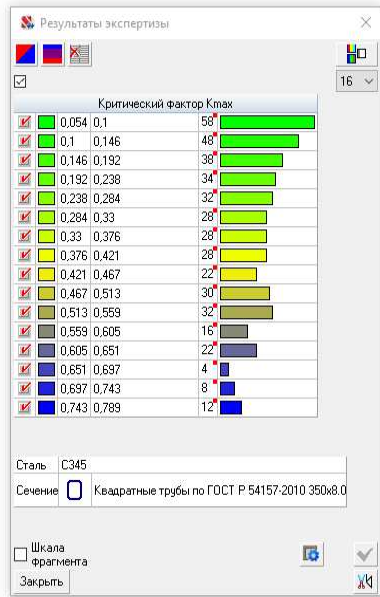 Результаты экспертизы
16
Критический фактор Kmax
0,054 0,1 58
0,1 0,146 48
0,146 0,192 38
0,192 0,238 34
0,238 0,284 32
0,284 0,33 28
0,33 0,376 28
0,376 0,421 28
0,421 0,467 22
0,467 0,513 30
0,513 0,559 32
0,559 0,605 16
0,605 0,651 22
0,651 0,697 4
0,697 0,743 8
0,743 0,789 12
Сталь C345
Сечение Квадратные трубы по ГОСТ Р 54157-2010 350x8.0
Шкала
фрагмента
Закрыть